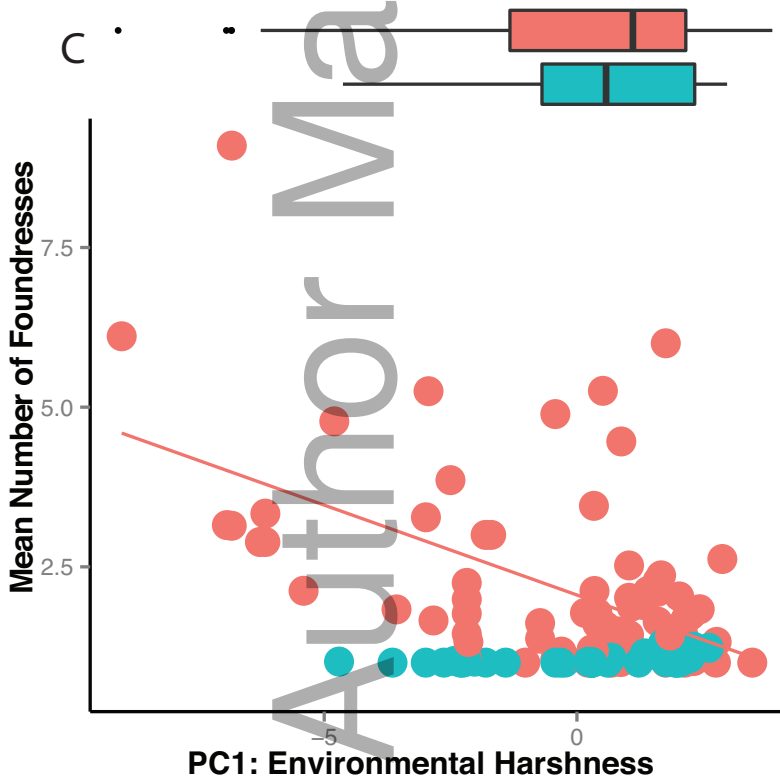 C
Mean Number of Foundresses
7.5
5.0
2.5
−5
0
PC1: Environmental Harshness
Author Ma